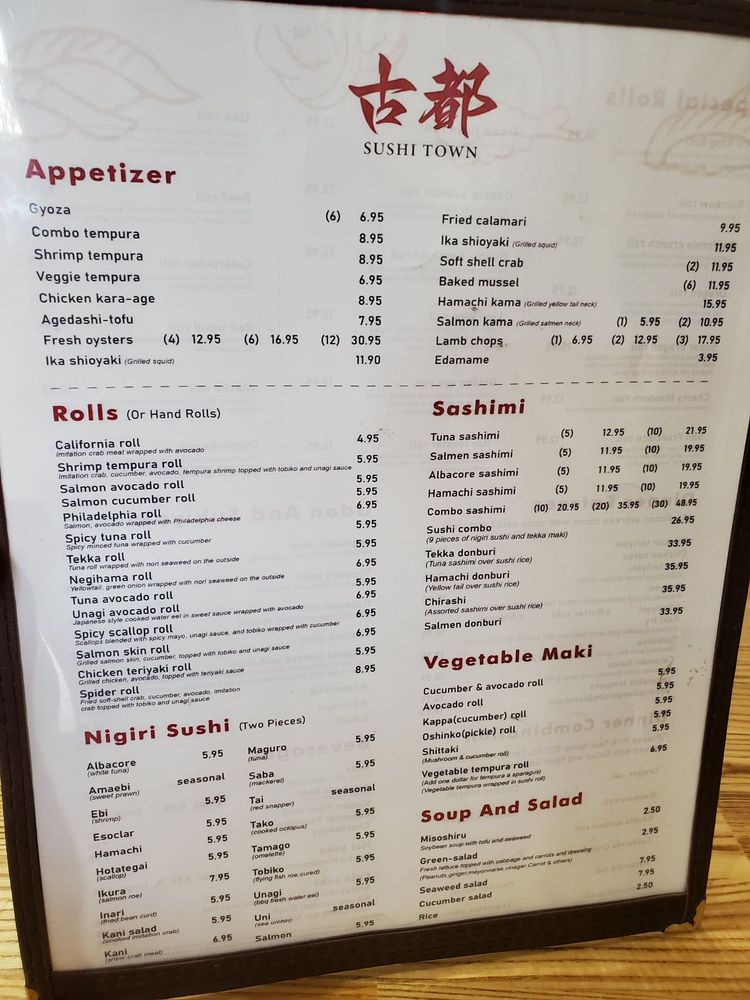 古都
SUSHI TOWN
Appetizer
Gyoza (6) 6.95
Combo tempura 8.95
Shrimp tempura 8.95
Veggie tempura 6.95
Chicken kara-age 8.95
Agedashi-tofu 7.95
Fresh oysters (4) 12.95 (6) 16.95 (12) 30.95
Ika shioyaki (Grilled squid) 11.90
Fried calamari 9.95
Ika shioyaki (Grilled squid) 11.95
Soft shell crab (2) 11.95
Baked mussel (6) 11.95
Hamachi kama (Grilled yellow tail neck) 15.95
Salmon kama (Grilled salmen neck) (1) 5.95 (2) 10.95
Lamb chops (1) 6.95 (2) 12.95 (3) 17.95
Edamame 3.95
Rolls (Or Hand Rolls)
California roll 4.95
Imitation crab meat wrapped with avocado
Shrimp tempura roll 5.95
Imitation crab, cucumber, avocado, tempura shrimp topped with tobiko and unagi sauce
Salmon avocado roll 5.95
Salmon cucumber roll 5.95
Philadelphia roll 6.95
Salmon, avocado wrapped with Philadelphia cheese
Spicy tuna roll 5.95
Spicy minced tuna wrapped with cucumber
Tekka roll 5.95
Tuna roll wrapped with nori seaweed on the outside
Negihama roll 6.95
Yellowtail, green onion wrapped with nori seaweed on the outside
Tuna avocado roll 5.95
Unagi avocado roll 6.95
Japanese style cooked water eel in sweet sauce wrapped with avocado
Spicy scallop roll 6.95
Scallops blended with spicy mayo, unagi sauce, and tobiko wrapped with cucumber
Salmon skin roll 6.95
Grilled salmon skin, cucumber, topped with tobiko and unagi sauce
Chicken teriyaki roll 5.95
Grilled chicken, avocado, topped with teriyaki sauce
Spider roll 8.95
Fried soft-shell crab, cucumber, avocado, imitation
crab topped with tobiko and unagi sauce
Sashimi
Tuna sashimi (5) 12.95 (10) 21.95
Salmen sashimi (5) 11.95 (10) 19.95
Albacore sashimi (5) 11.95 (10) 19.95
Hamachi sashimi (5) 11.95 (10) 19.95
Combo sashimi (10) 20.95 (20) 35.95 (30) 48.95
Sushi combo 26.95
(9 pieces of nigiri sushi and tekka maki)
Tekka donburi 33.95
(Tuna sashimi over sushi rice)
Hamachi donburi 35.95
(Yellow tail over sushi rice)
Chirashi 35.95
(Assorted sashimi over sushi rice)
Salmen donburi 33.95
Vegetable Maki
Cucumber & avocado roll 5.95
Avocado roll 5.95
Kappa(cucumber) roll 5.95
Oshinko(pickle) roll 5.95
Shittaki 5.95
(Mushroom & cucumber roll)
Vegetable tempura roll 6.95
(Add one dollar for tempura a sparagus)
(Vegetable tempura wrapped in sushi roll)
Nigiri Sushi (Two Pieces)
Albacore 5.95
(white tuna)
Amaebi seasonal
(sweet prawn)
Ebi 5.95
(shrimp)
Esoclar 5.95
Hamachi 5.95
Hotategai 5.95
(scallop)
Ikura 7.95
(salmon roe)
Inari 5.95
(fried bean curd)
Kani salad 5.95
(cooked imitation crab)
Kani 6.95
(snow crab meat)
Maguro 5.95
(tuna)
Saba 5.95
(mackerel)
Tai seasonal
(red snapper)
Tako 5.95
(cooked octopus)
Tamago 5.95
(omelette)
Tobiko 5.95
(flying fish roe,cured)
Unagi 5.95
(bbq fresh water eel)
Uni seasonal
(sea urchin)
Salmon 5.95
Soup And Salad
Misoshiru 2.50
Soybean soup with tofu and seaweed
Green-salad 2.95
Fresh lettuce topped with cabbage and carrots and dressing
(Peanuts,ginger,mayonnaise,vinegar,Carrot & others)
Seaweed salad 7.95
Cucumber salad 7.95
Rice 2.50